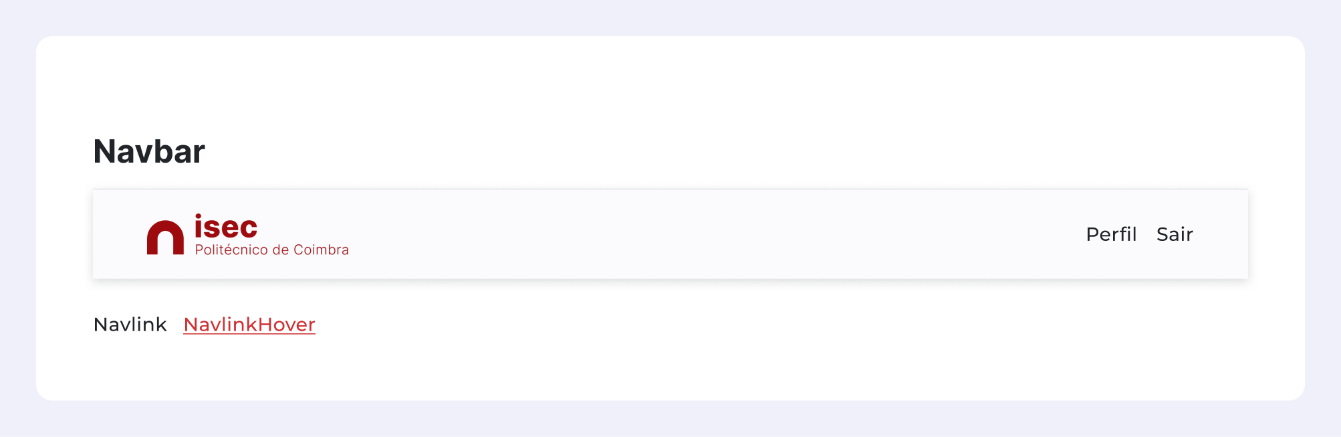 Navbar
isec
Politécnico de Coimbra
Perfil Sair
Navlink NavlinkHover